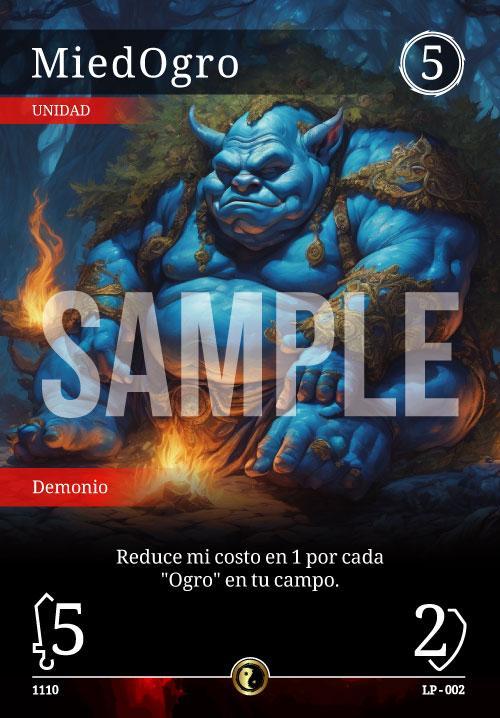 MiedOgro
5
UNIDAD
SAMPLE
Demonio
Reduce mi costo en 1 por cada
"Ogro" en tu campo.
5
2
1110
LP - 002